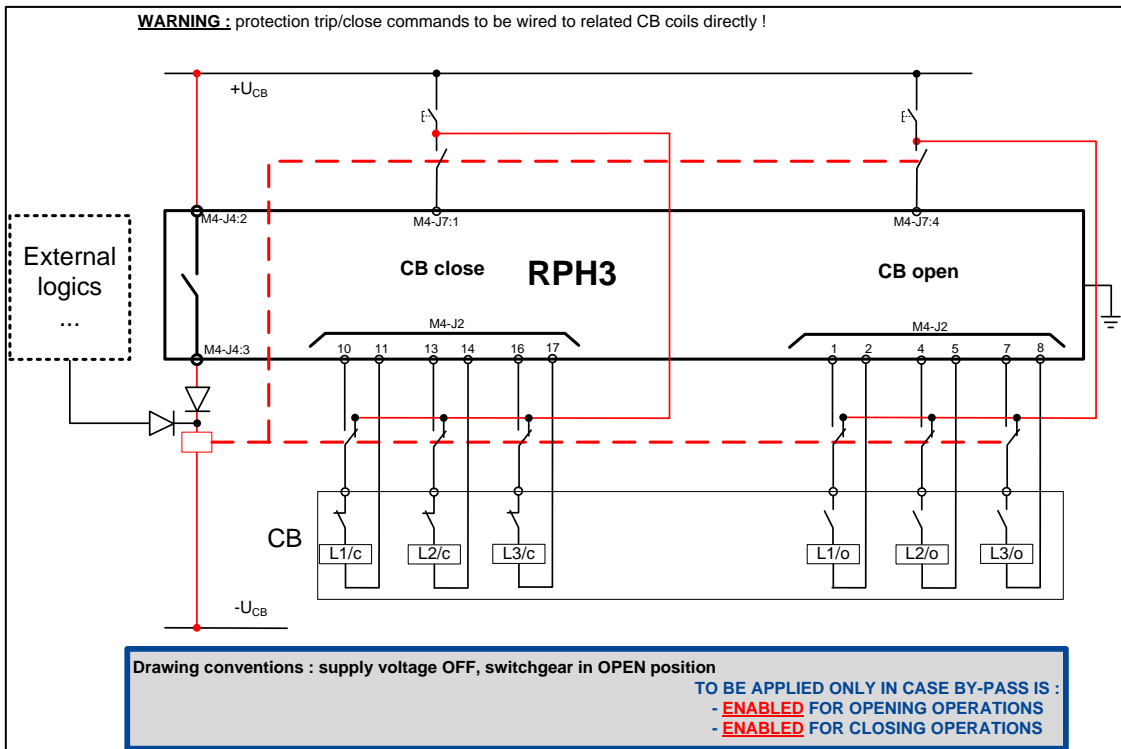 WARNING : protection trip/close commands to be wired to related CB coils directly !
+UCB
M4-J4:2
M4-J7:1
M4-J7:4
External
logics
...
CB close
RPH3
CB open
M4-J2
M4-J2
M4-J4:3
10
11
13
14
16
17
1
2
4
5
7
8
CB
L1/c
L2/c
L3/c
L1/o
L2/o
L3/o
-UCB
Drawing conventions : supply voltage OFF, switchgear in OPEN position
TO BE APPLIED ONLY IN CASE BY-PASS IS :
- ENABLED FOR OPENING OPERATIONS
- ENABLED FOR CLOSING OPERATIONS